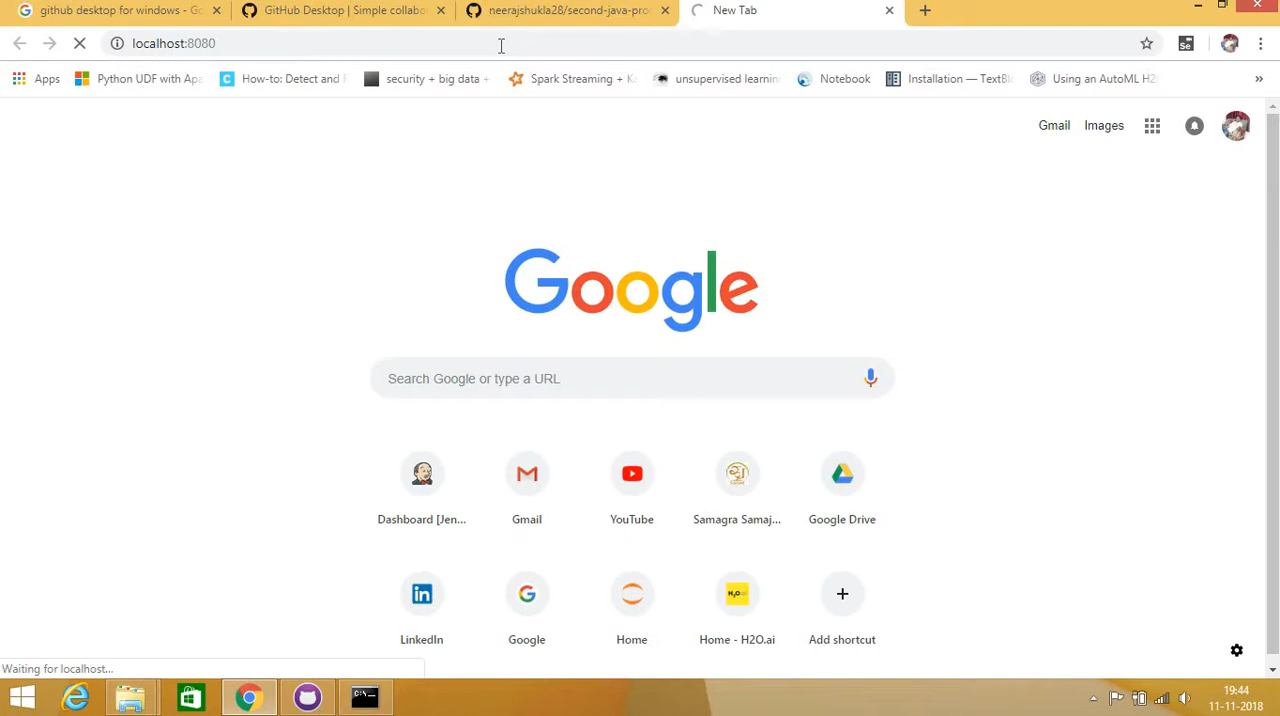 github desktop for windows - Go
GitHub Desktop | Simple collabo
neerajshukla28/second-java-pro
New Tab
localhost:8080
Se
Apps
Python UDF with Apa
How-to: Detect and
security + big data
Spark Streaming + K
unsupervised learnin
Notebook
Installation — TextBl
Using an AutoML H2
»
Gmail
Images
Google
Search Google or type a URL
Dashboard [Jen...
Gmail
YouTube
Samagra Samaj...
Google Drive
H2O.ai
LinkedIn
Google
Home
Home - H2O.ai
Add shortcut
Waiting for localhost...
C:\
19:44
11-11-2018